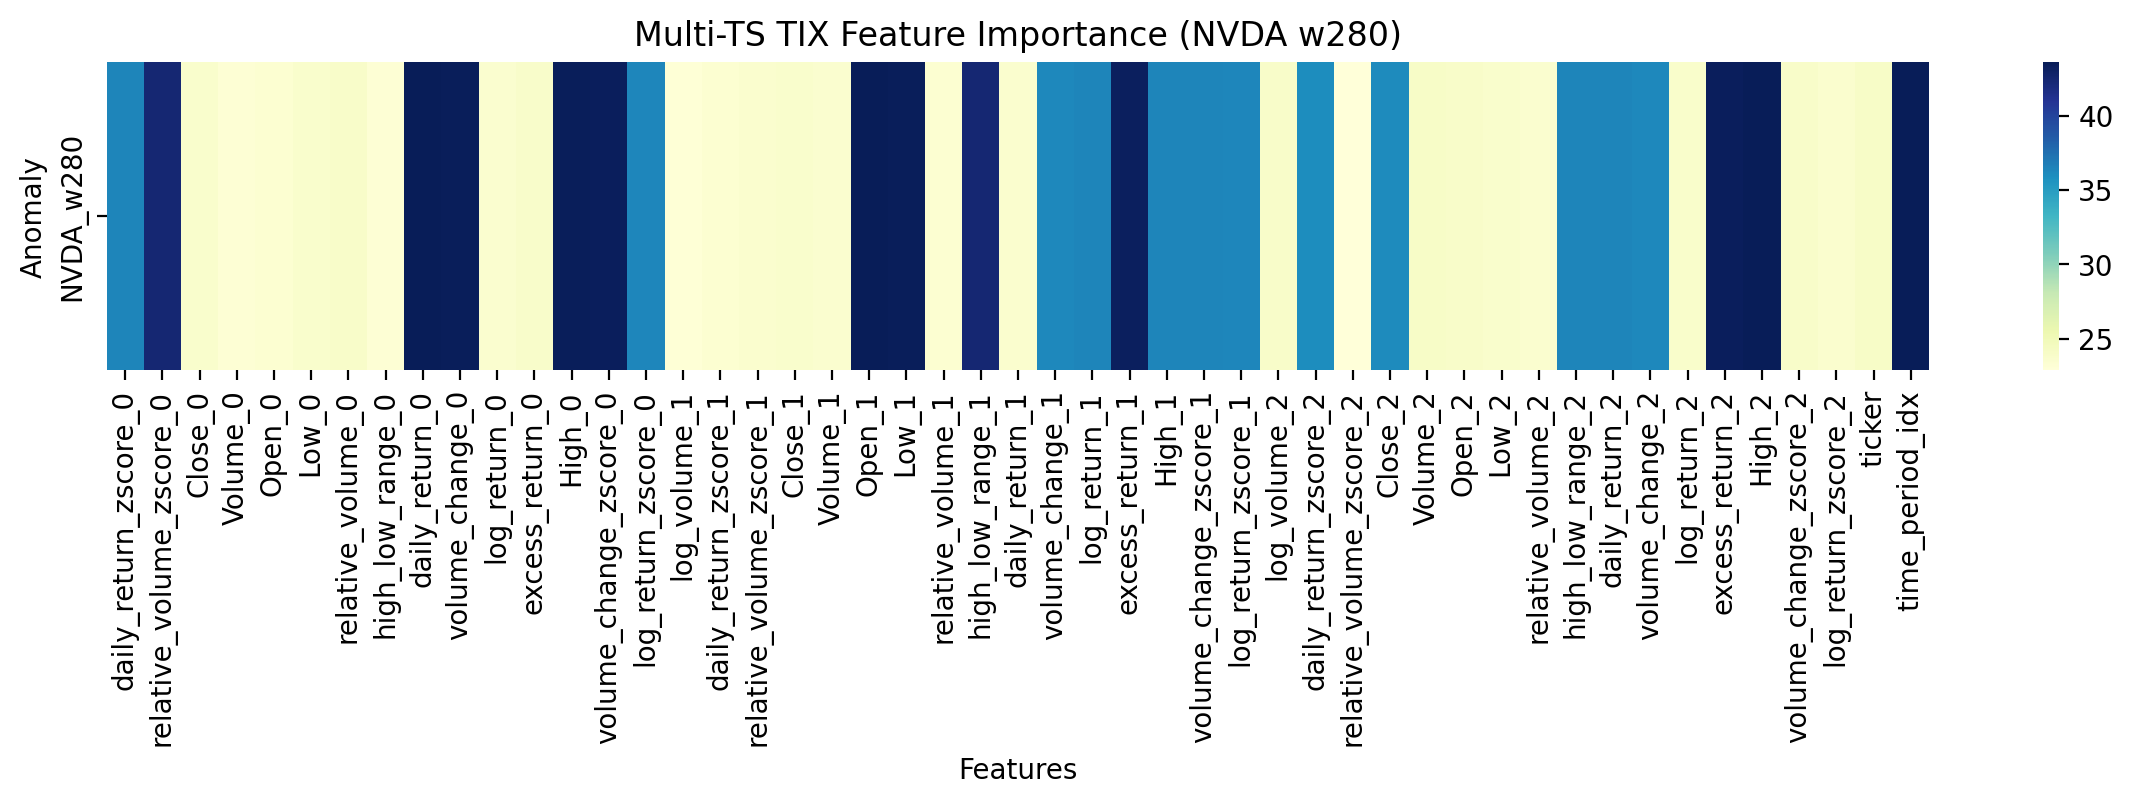 Multi-TS TIX Feature Importance (NVDA w280)
Anomaly
NVDA_w280
40
35
30
25
daily_return_zscore_0
relative_volume_zscore_0
Close_0
Volume_0
Open_0
Low_0
relative_volume_0
high_low_range_0
daily_return_0
volume_change_0
log_return_0
excess_return_0
High_0
volume_change_zscore_0
log_return_zscore_0
log_volume_1
daily_return_zscore_1
relative_volume_zscore_1
Close_1
Volume_1
Open_1
Low_1
relative_volume_1
high_low_range_1
daily_return_1
volume_change_1
log_return_1
excess_return_1
High_1
volume_change_zscore_1
log_return_zscore_1
log_volume_2
daily_return_zscore_2
relative_volume_zscore_2
Close_2
Volume_2
Open_2
Low_2
relative_volume_2
high_low_range_2
daily_return_2
volume_change_2
log_return_2
excess_return_2
High_2
volume_change_zscore_2
log_return_zscore_2
ticker
time_period_idx
Features